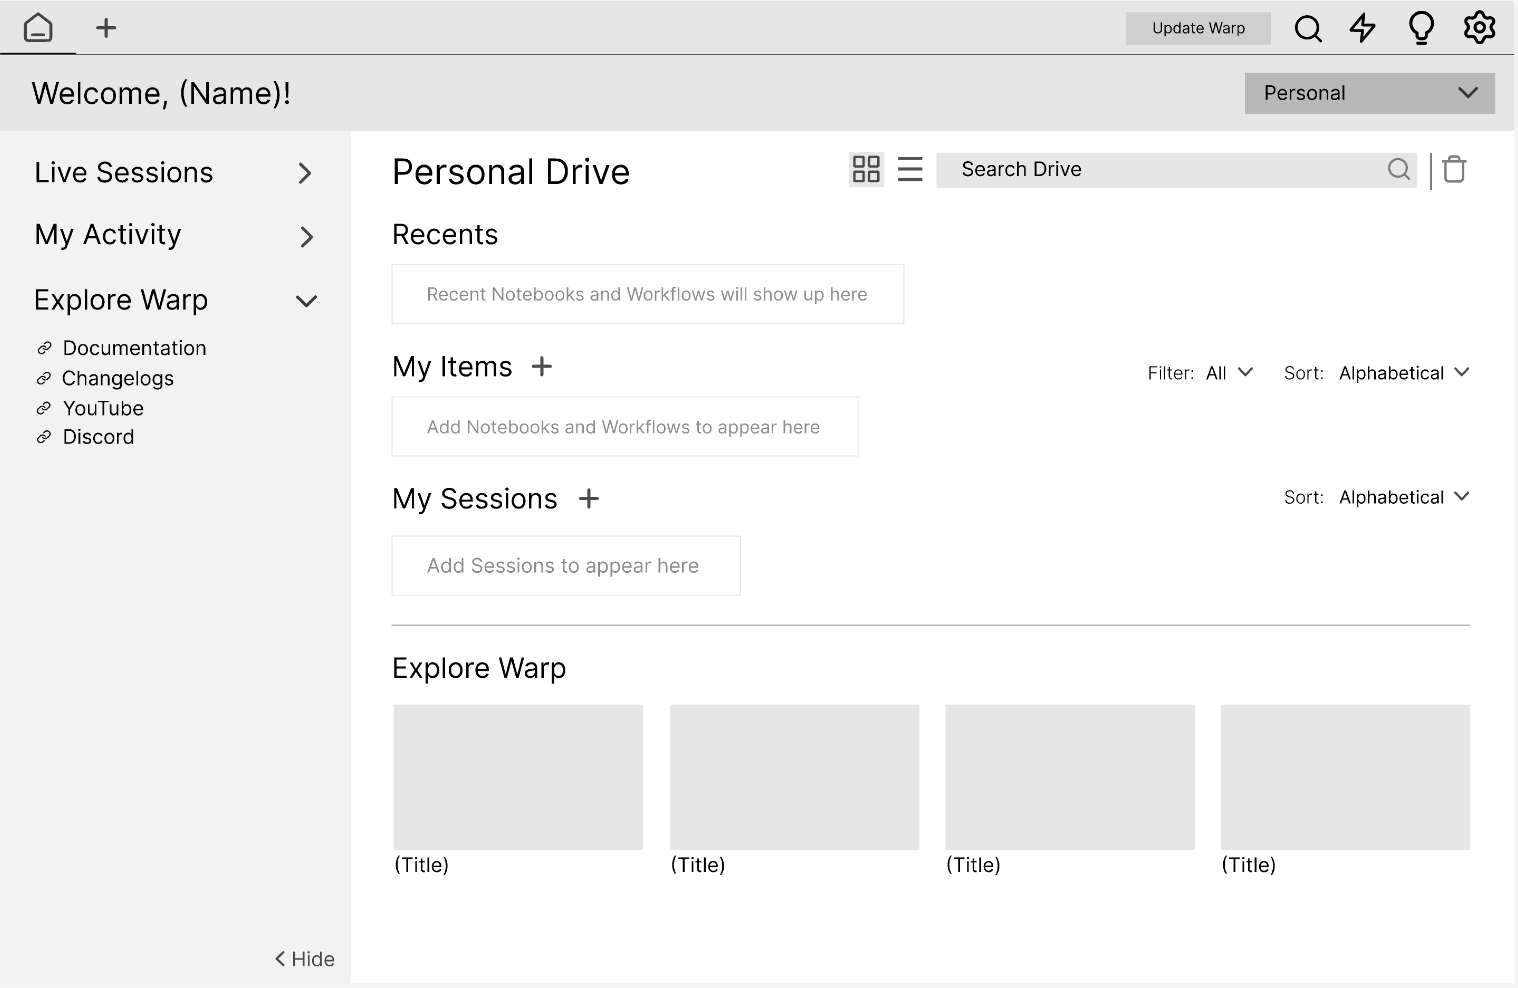 Update Warp
Welcome, (Name)!
Personal
Live Sessions
My Activity
Explore Warp
Documentation
Changelogs
YouTube
Discord
Hide
Personal Drive
Search Drive
Recents
Recent Notebooks and Workflows will show up here
My Items
Filter: All Sort: Alphabetical
Add Notebooks and Workflows to appear here
My Sessions
Sort: Alphabetical
Add Sessions to appear here
Explore Warp
(Title)
(Title)
(Title)
(Title)